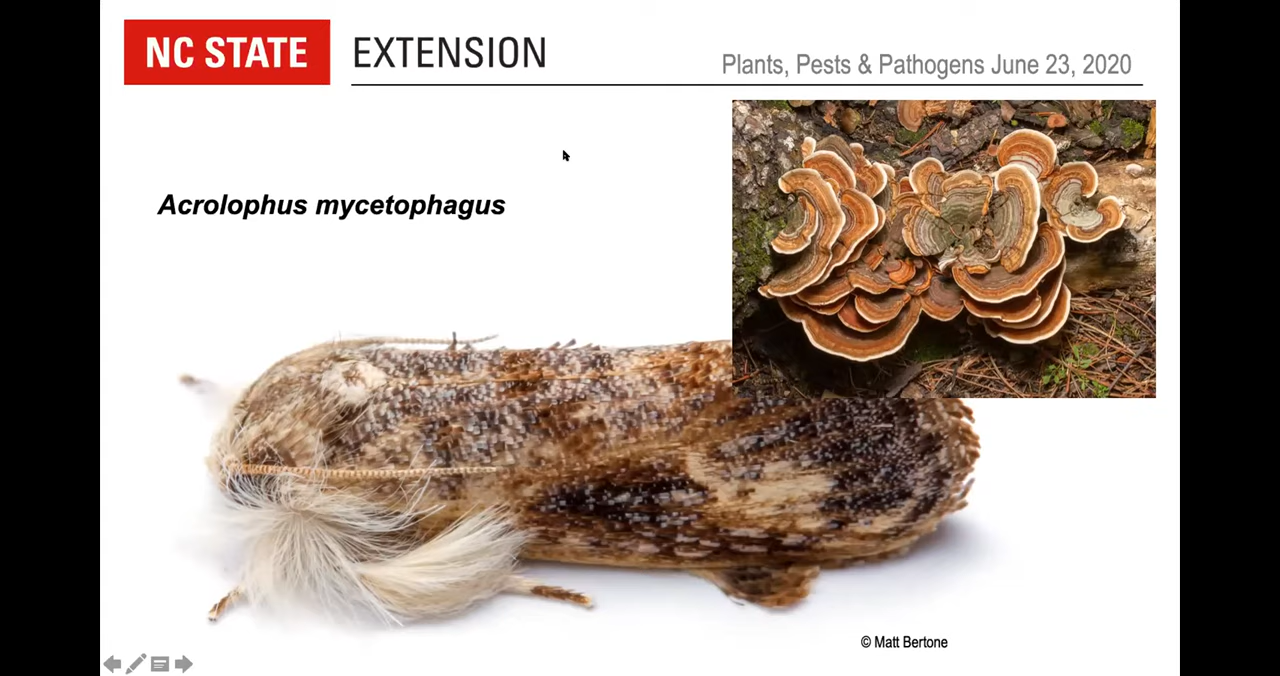 NC STATE EXTENSION
Plants, Pests & Pathogens June 23, 2020
Acrolophus mycetophagus
© Matt Bertone